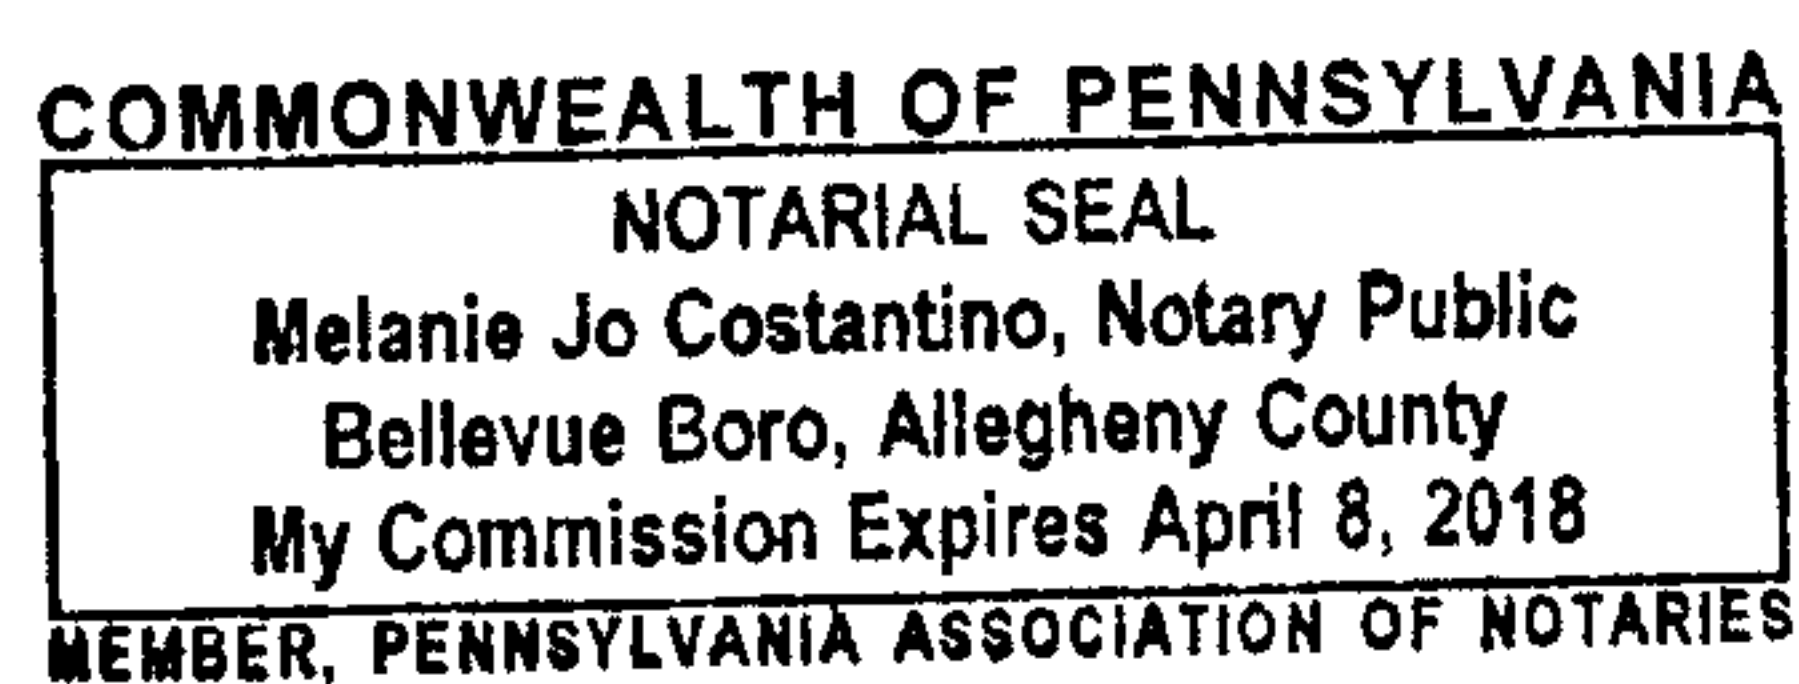 COMMONWEALTH OF PENNSYLVANIA
NOTARIAL SEAL
Melanie Jo Costantino, Notary Public
Bellevue Boro, Allegheny County
My Commission Expires April 8, 2018
MEMBER, PENNSYLVANIA ASSOCIATION OF NOTARIES